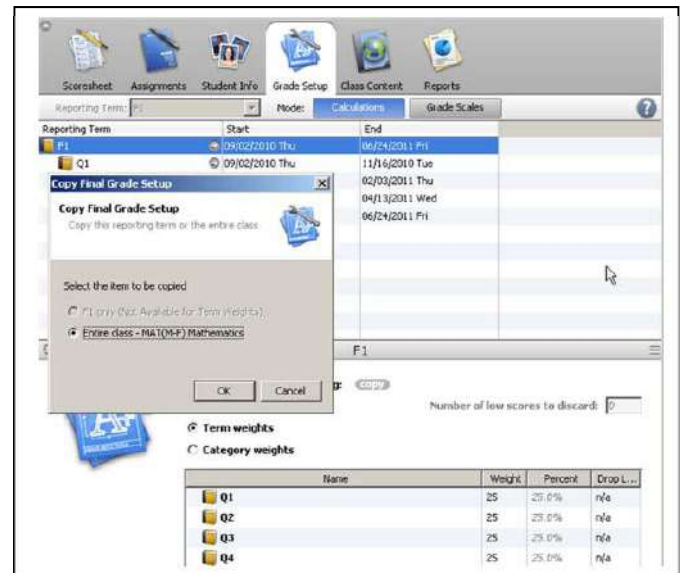 Scoresheet Assignments Student Info Grade Setup Class Content Reports
Reporting Term: F1 Mode: Calculations Grade Scales ?
Reporting Term Start End
F1 09/02/2010 Thu 06/24/2011 Fri
Q1 09/02/2010 Thu 11/16/2010 Tue
02/03/2011 Thu
04/13/2011 Wed
06/24/2011 Fri
Copy Final Grade Setup
Copy Final Grade Setup
Copy this reporting term or the entire class
Select the item to be copied
F1 only (Not Available for Term Weights)
Entire class - MAT(M-F) Mathematics
OK Cancel
F1
g: copy
Number of low scores to discard: 0
Term weights
Category weights
Name Weight Percent Drop L...
Q1 25 25.0% n/a
Q2 25 25.0% n/a
Q3 25 25.0% n/a
Q4 25 25.0% n/a